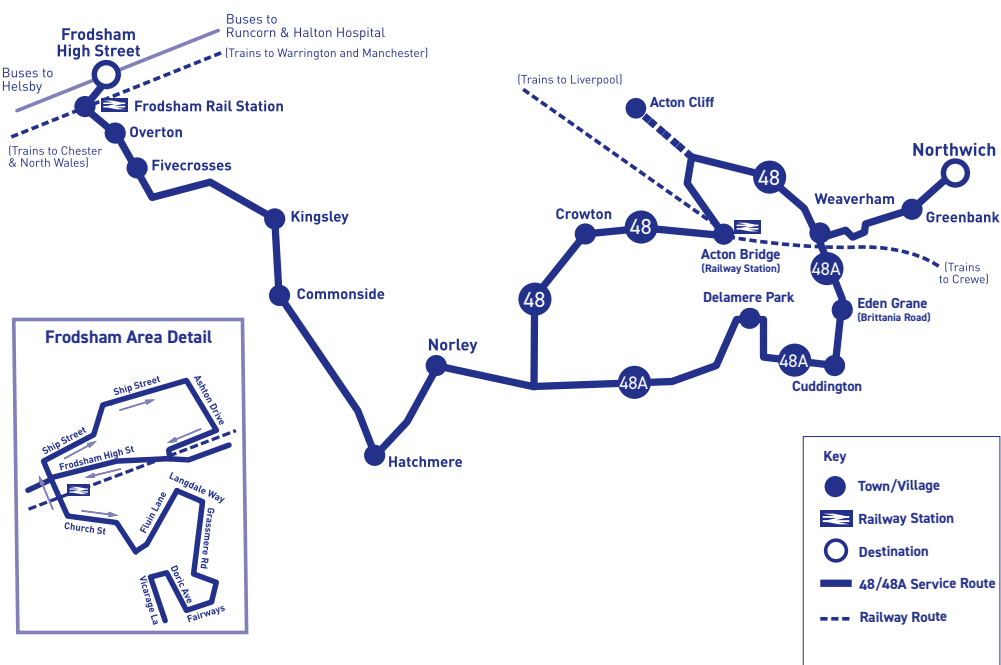 Frodsham
High Street
Buses to
Runcorn & Halton Hospital
(Trains to Warrington and Manchester)
Buses to
Helsby
Frodsham Rail Station
Overton
(Trains to Chester
& North Wales)
Fivecrosses
Kingsley
Commonside
Hatchmere
Norley
(Trains to Liverpool)
Acton Cliff
48
Northwich
Weaverham
Greenbank
Crowton
48
Acton Bridge
(Railway Station)
48A
(Trains
to Crewe)
48
Delamere Park
Eden Grane
(Brittania Road)
48A
48A
Cuddington
Frodsham Area Detail
Ship Street
Ashton Drive
Ship Street
Frodsham High St
Church St
Fluin Lane
Langdale Way
Grassmere Rd
Doric Ave
Vicarage La
Fairways
Key
Town/Village
Railway Station
Destination
48/48A Service Route
Railway Route